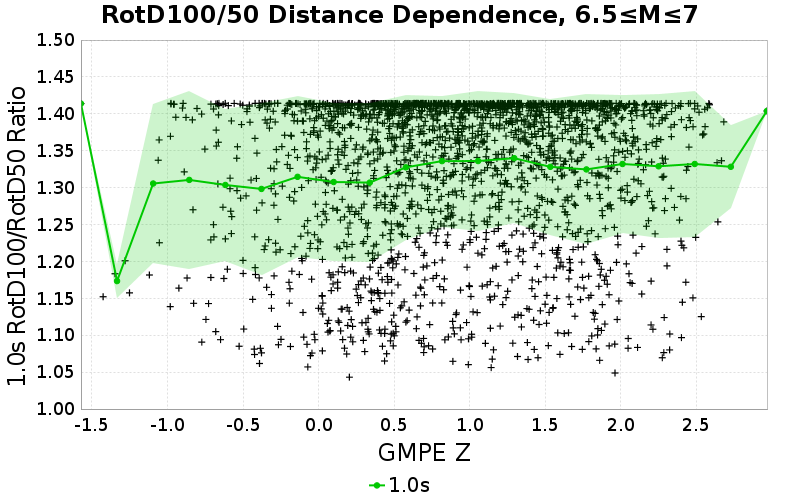 RotD100/50 Distance Dependence, 6.5≤M≤7
1.0s RotD100/RotD50 Ratio
1.50
1.45
1.40
1.35
1.30
1.25
1.20
1.15
1.10
1.05
1.00
-1.5 -1.0 -0.5 0.0 0.5 1.0 1.5 2.0 2.5
GMPE Z
1.0s